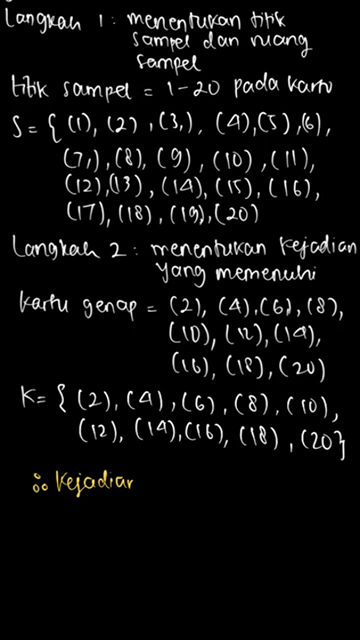 Langkah 1 : menentukan titik
sampel dan ruang
sampel
titik sampel = 1-20 pada kartu
S = { (1), (2), (3,), (4), (5), (6),
(7,), (8), (9), (10), (11),
(12), (13), (14), (15), (16),
(17), (18), (19), (20)
Langkah 2 : menentukan kejadian
yang memenuhi
Kartu genap = (2), (4), (6), (8),
(10), (12), (14),
(16), (18), (20)
K = { (2), (4), (6), (8), (10),
(12), (14), (16), (18), (20}
∴ Kejadiar